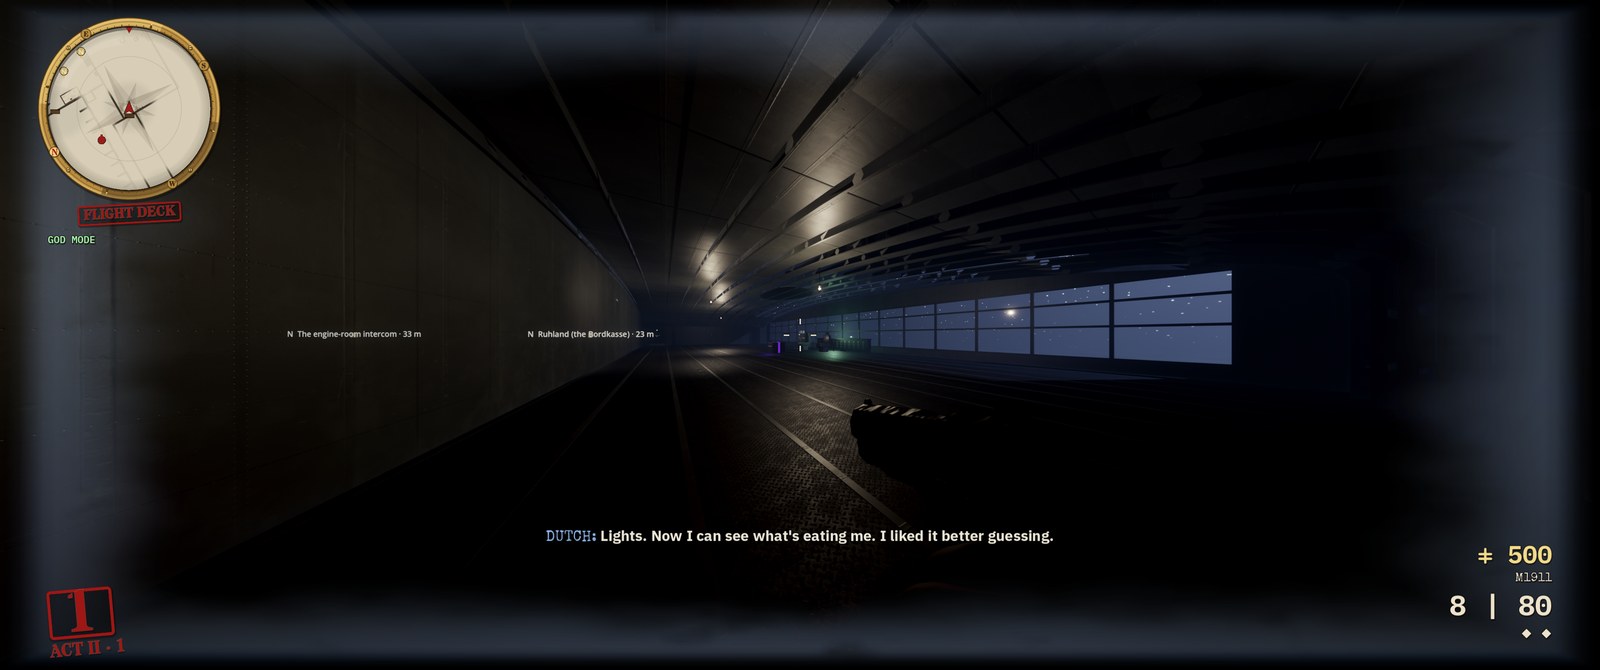 E
S
N
W
FLIGHT DECK
GOD MODE
N The engine-room intercom · 33 m
N Ruhland (the Bordkasse) · 23 m
DUTCH: Lights. Now I can see what's eating me. I liked it better guessing.
500
M1911
8 | 80
1
ACT II · 1